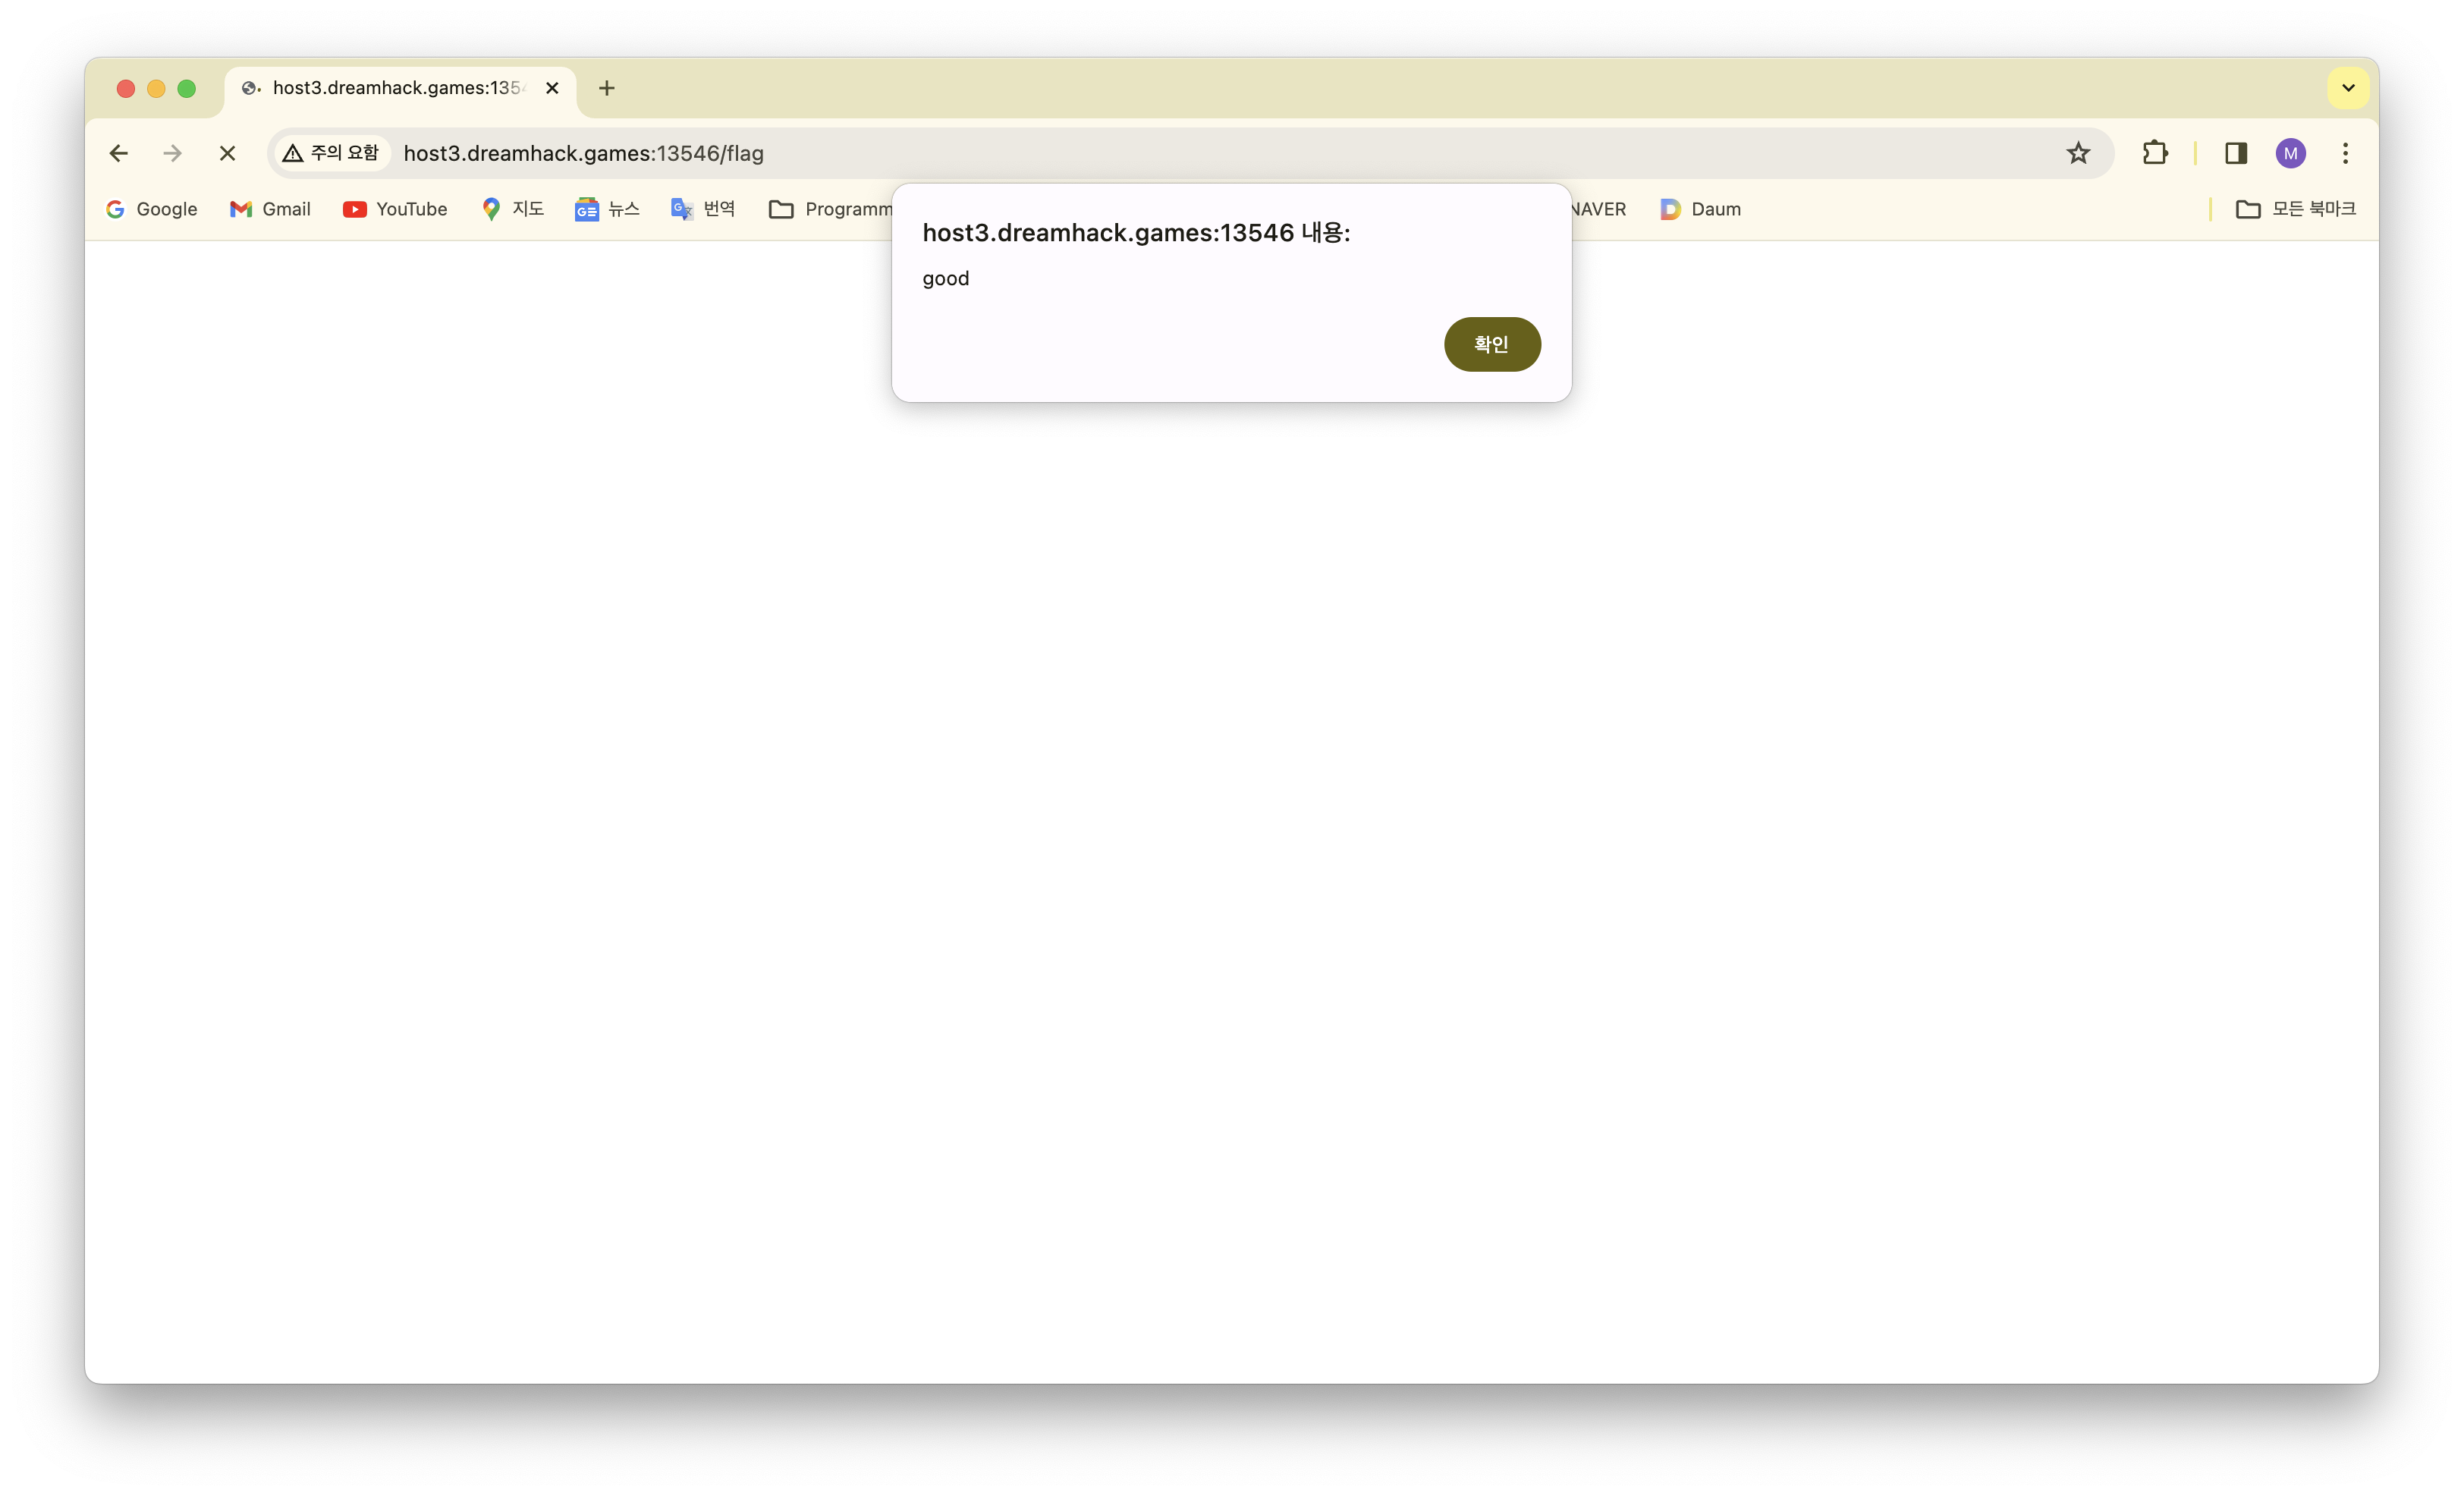 host3.dreamhack.games:135
주의 요함 host3.dreamhack.games:13546/flag
Google Gmail YouTube 지도 뉴스 번역 NAVER Daum 모든 북마크
host3.dreamhack.games:13546 내용:
good
확인
M